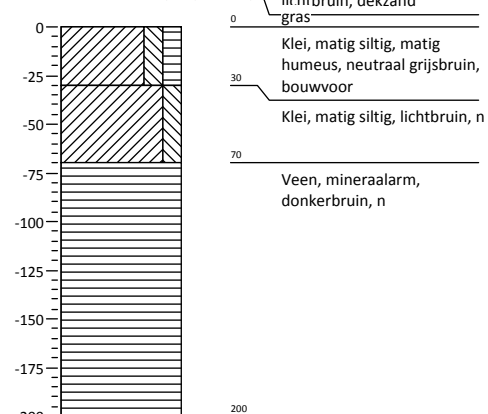 dekzand
0
0
gras
Klei, matig siltig, matig
humeus, neutraal grijsbruin,
bouwvoor
-25
30
Klei, matig siltig, lichtbruin, n
-50
70
-75
Veen, mineraalarm,
donkerbruin, n
-100
-125
-150
-175
200